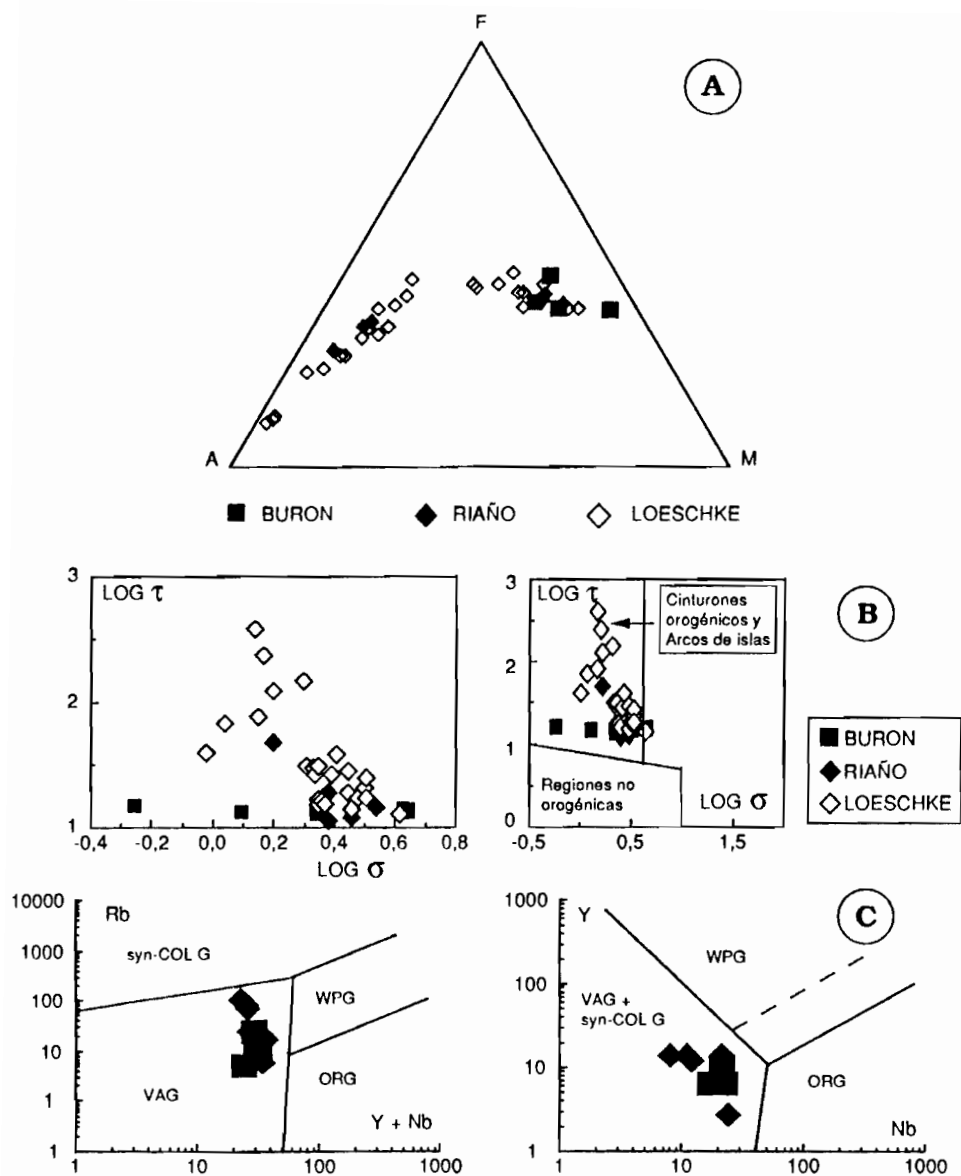 F
A
A
M
BURON
RIAÑO
LOESCHKE
3
LOG τ
2
1
-0,4
-0,2
0,0
0,2
0,4
0,6
0,8
LOG σ
3
LOG τ
Cinturones
orogénicos y
Arcos de islas
2
1
Regiones no
orogénicas
LOG σ
0
-0,5
0,5
1,5
B
BURON
RIAÑO
LOESCHKE
10000
Rb
1000
syn-COL G
100
WPG
10
VAG
ORG
Y + Nb
1
1
10
100
1000
C
1000
Y
WPG
100
VAG +
syn-COL G
10
ORG
Nb
1
1
10
100
1000